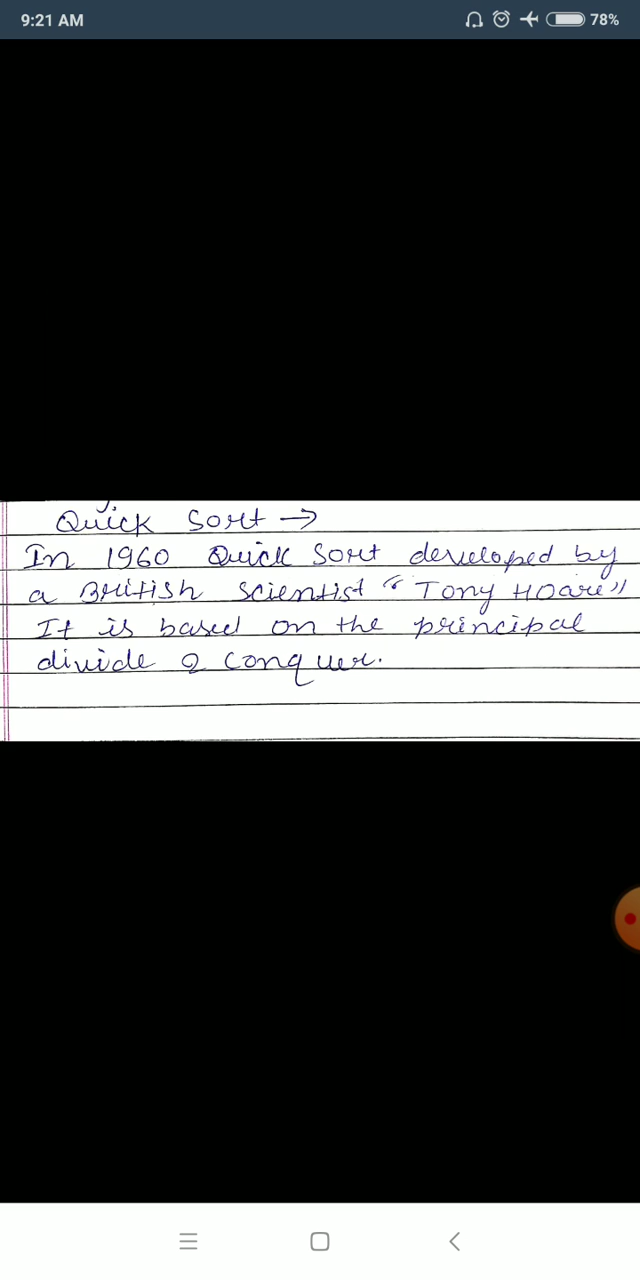 9:21 AM 78%
Quick Sort →
In 1960 Quick Sort developed by
a British scientist “Tony HOare”
It is based on the principal
divide & conquer.